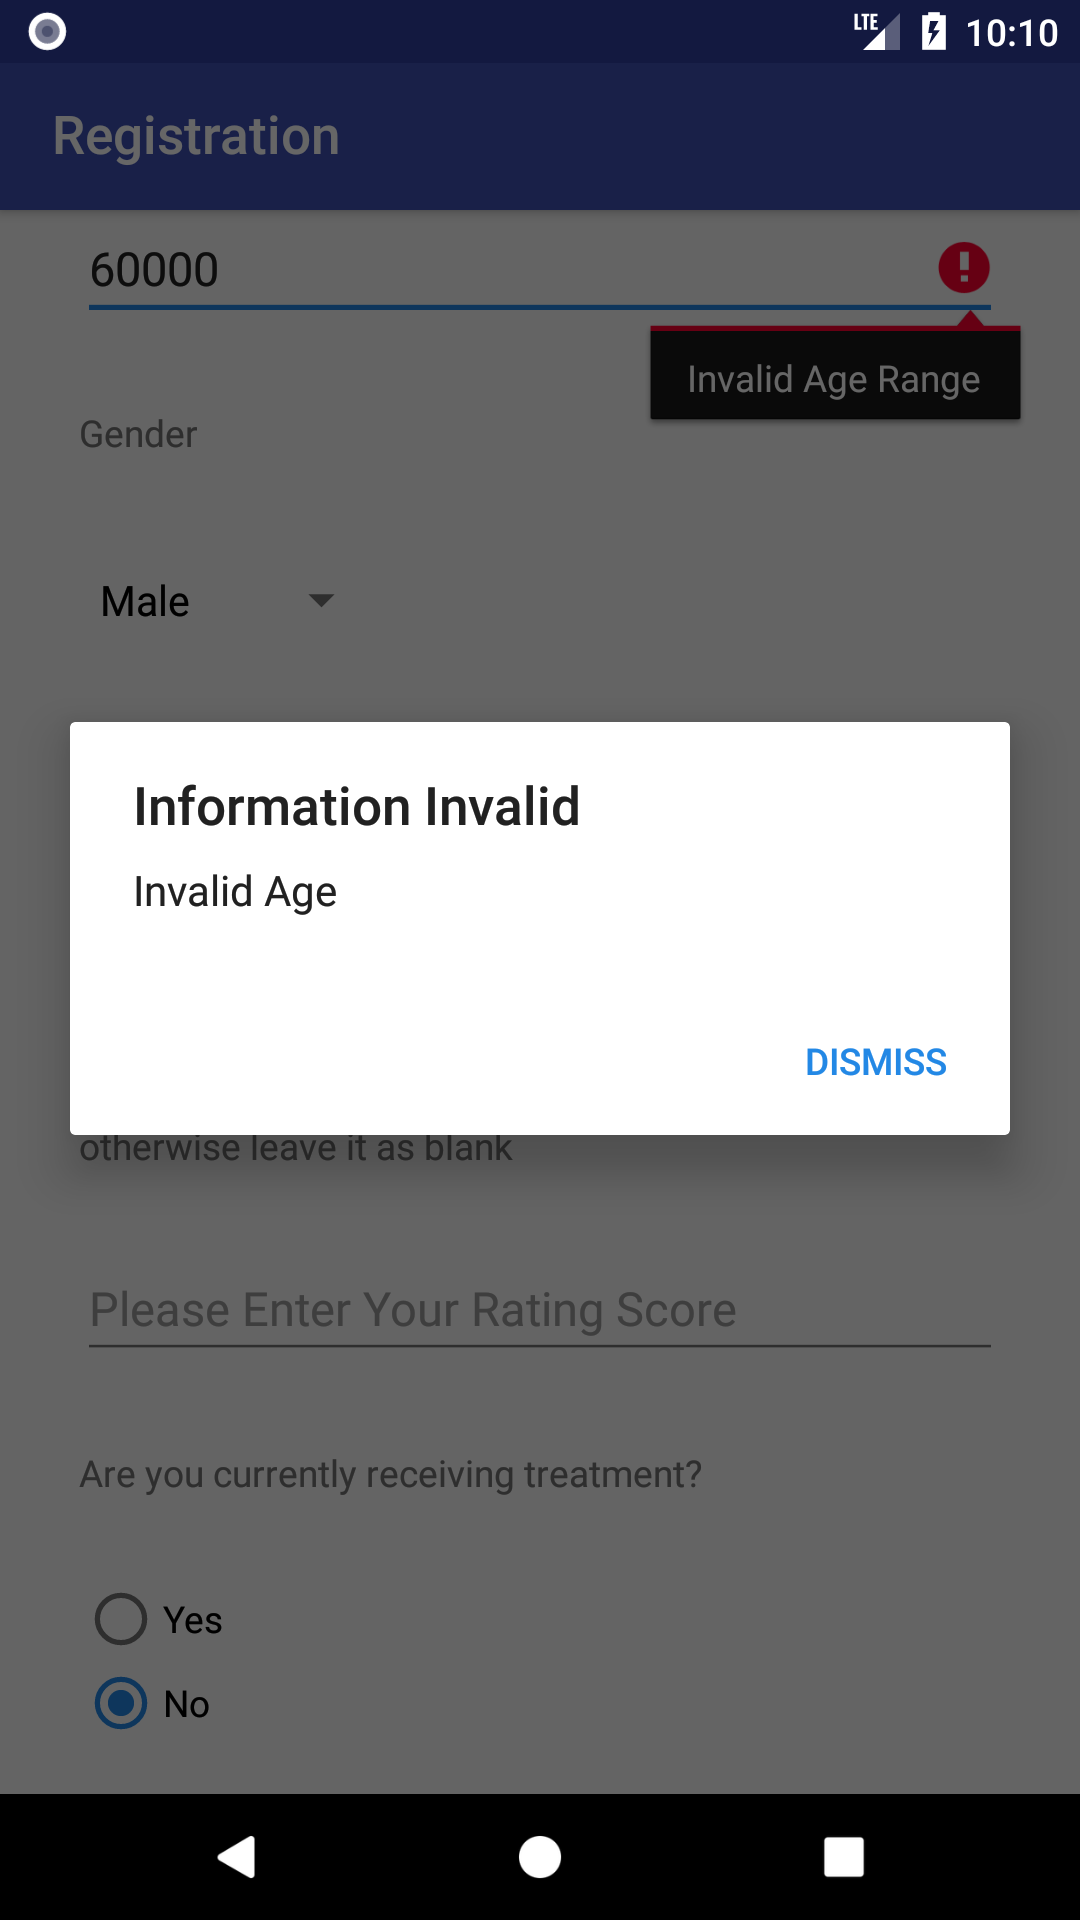 LTE 10:10
Registration
60000
Invalid Age Range
Gender
Male
Information Invalid
Invalid Age
DISMISS
otherwise leave it as blank
Please Enter Your Rating Score
Are you currently receiving treatment?
Yes
No